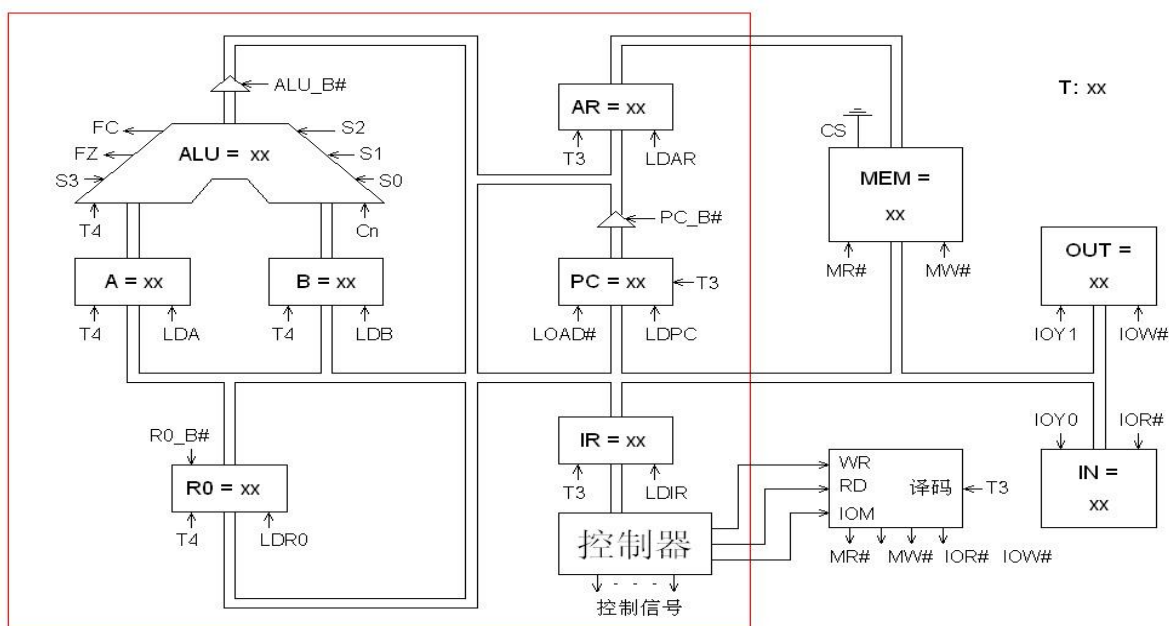 ALU_B#
AR = xx
T: xx
FC
S2
CS
FZ
ALU = xx
S1
T3
LDAR
S3
S0
MEM =
xx
T4
Cn
PC_B#
MR#
MW#
OUT =
xx
A = xx
B = xx
PC = xx
T3
T4
LDA
T4
LDB
LOAD#
LDPC
IOY1
IOW#
R0_B#
IR = xx
IOY0
IOR#
WR
R0 = xx
T3
LDIR
RD
译码
T3
IN =
xx
IOM
T4
LDR0
控制器
MR#
MW#
IOR#
IOW#
- - -
控制信号